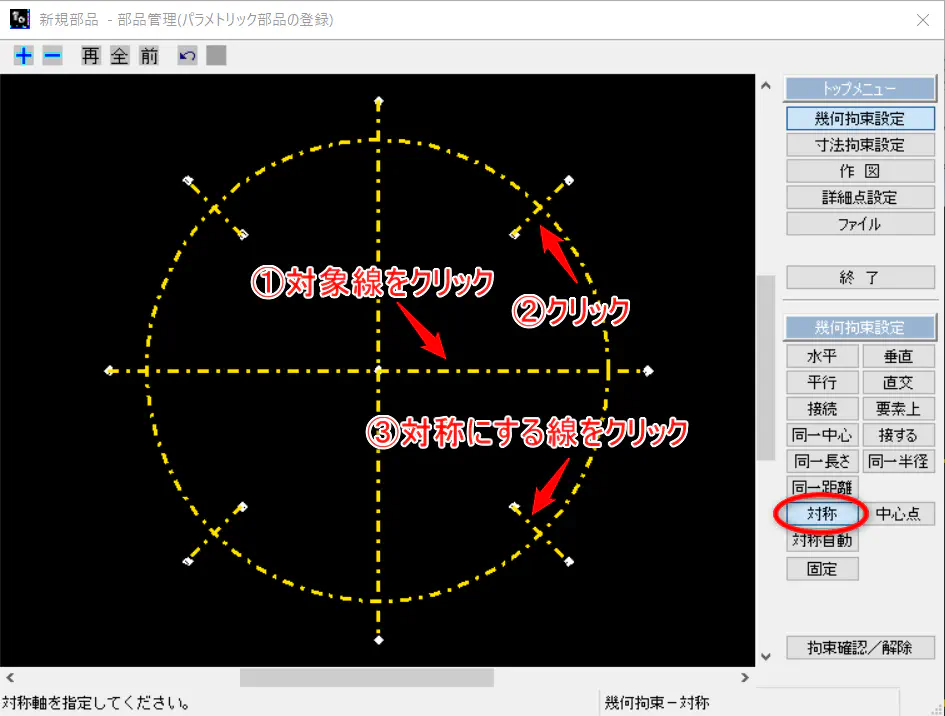 新規部品 - 部品管理(パラメトリック部品の登録)
再 全 前
トップメニュー
幾何拘束設定
寸法拘束設定
作 図
詳細点設定
ファイル
終 了
①対象線をクリック
②クリック
③対称にする線をクリック
幾何拘束設定
水平 垂直
平行 直交
接続 要素上
同一中心 接する
同一長さ 同一半径
同一距離
対称 中心点
対称自動
固定
拘束確認/解除
対称軸を指定してください。
幾何拘束-対称